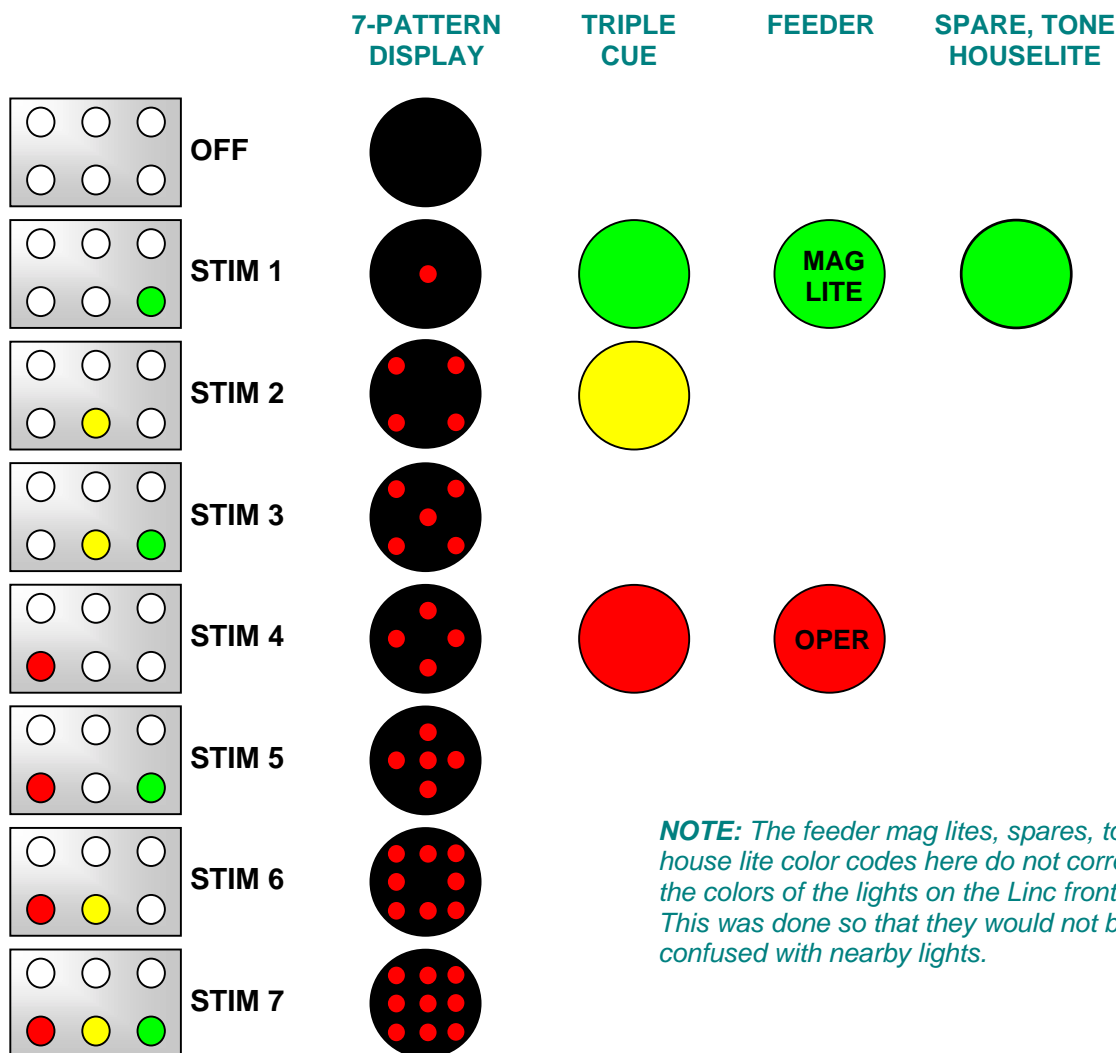 7-PATTERN DISPLAY
TRIPLE CUE
FEEDER
SPARE, TONE HOUSELITE
OFF
STIM 1
MAG
LITE
STIM 2
STIM 3
STIM 4
OPER
STIM 5
NOTE: The feeder mag lites, spares,
house lite color codes here do not
the colors of the lights on the Linc front
This was done so that they would not
confused with nearby lights.
STIM 6
STIM 7